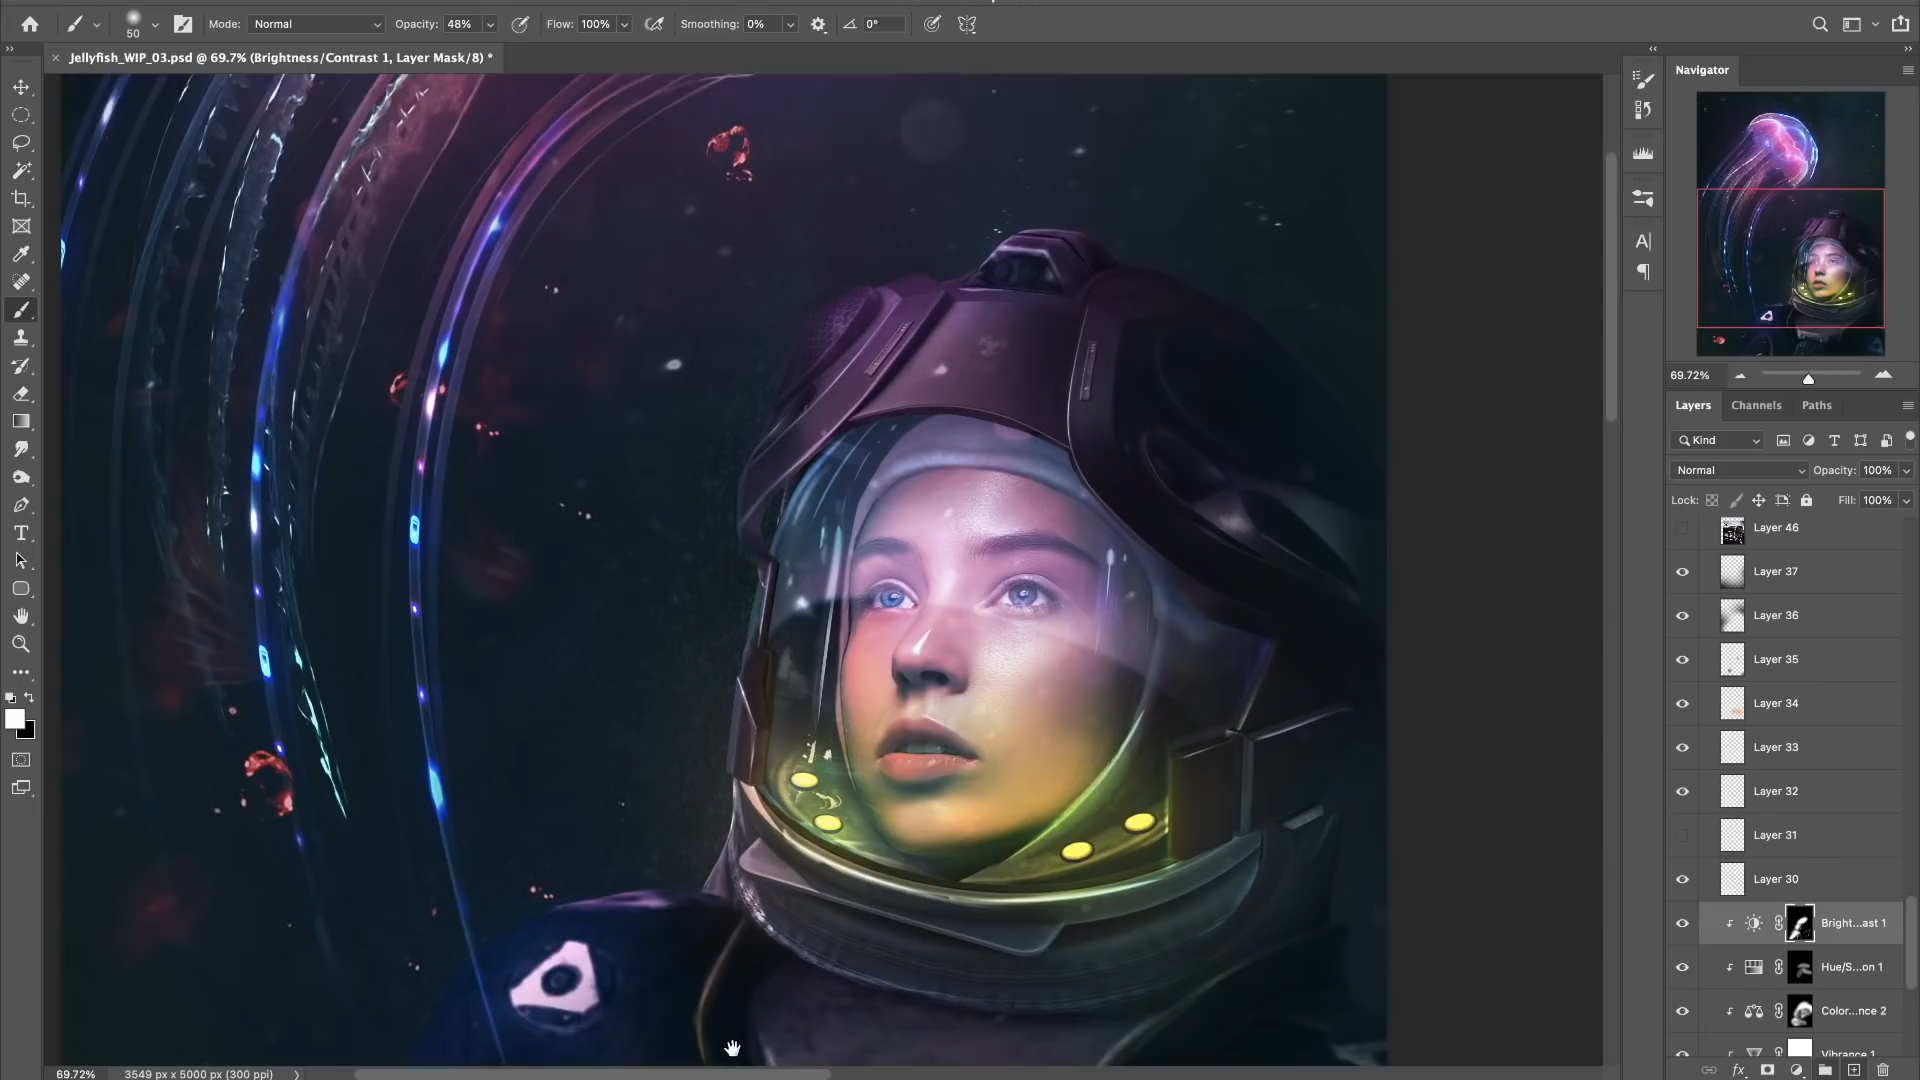 50
Mode: Normal
Opacity: 48%
Flow: 100%
Smoothing: 0%
0°
Jellyfish_WIP_03.psd @ 69.7% (Brightness/Contrast 1, Layer Mask/8) *
Navigator
69.72%
Layers Channels Paths
Kind
Normal Opacity: 100%
Lock: Fill: 100%
Layer 46
Layer 37
Layer 36
Layer 35
Layer 34
Layer 33
Layer 32
Layer 31
Layer 30
Bright...ast 1
Hue/S...on 1
Color...nce 2
Vibrance 1
69.72% 3549 px x 5000 px (300 ppi)